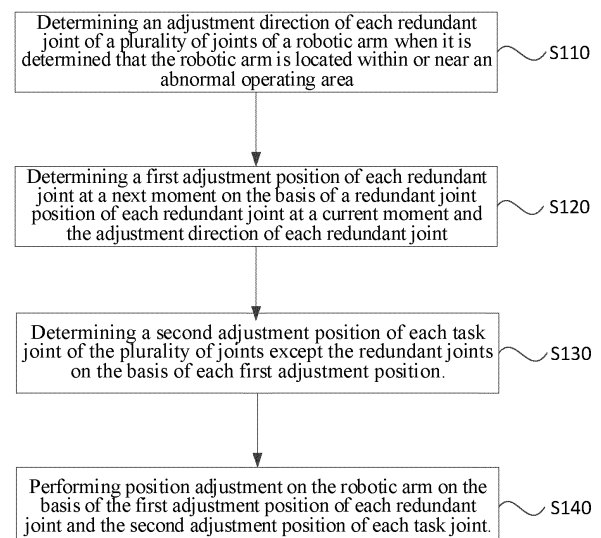 Determining an adjustment direction of each redundant
joint of a plurality of joints of a robotic arm when it is
determined that the robotic arm is located within or near an
abnormal operating area
S110
Determining a first adjustment position of each redundant
joint at a next moment on the basis of a redundant joint
position of each redundant joint at a current moment and
the adjustment direction of each redundant joint
S120
Determining a second adjustment position of each task
joint of the plurality of joints except the redundant joints
on the basis of each first adjustment position.
S130
Performing position adjustment on the robotic arm on the
basis of the first adjustment position of each redundant
joint and the second adjustment position of each task joint.
S140